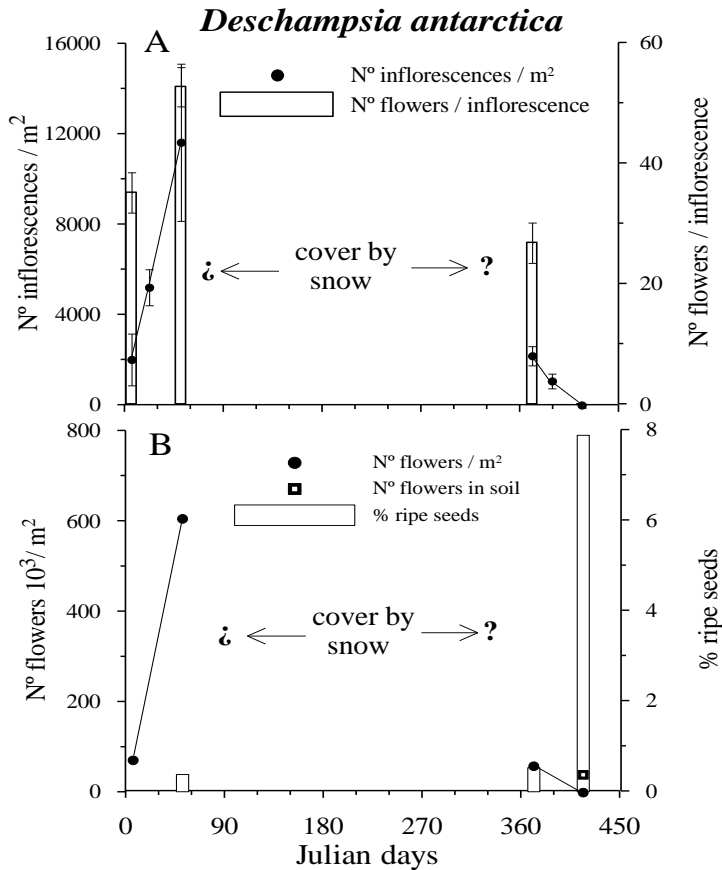 Deschampsia antarctica
A
Nº inflorescences / m²
Nº flowers / inflorescence
16000
12000
8000
4000
0
Nº inflorescences / m²
60
40
20
0
Nº flowers / inflorescence
¿
cover by
snow
?
B
Nº flowers / m²
Nº flowers in soil
% ripe seeds
800
600
400
200
0
Nº flowers 10³/ m²
8
6
4
2
0
% ripe seeds
¿
cover by
snow
?
0 90 180 270 360 450
Julian days